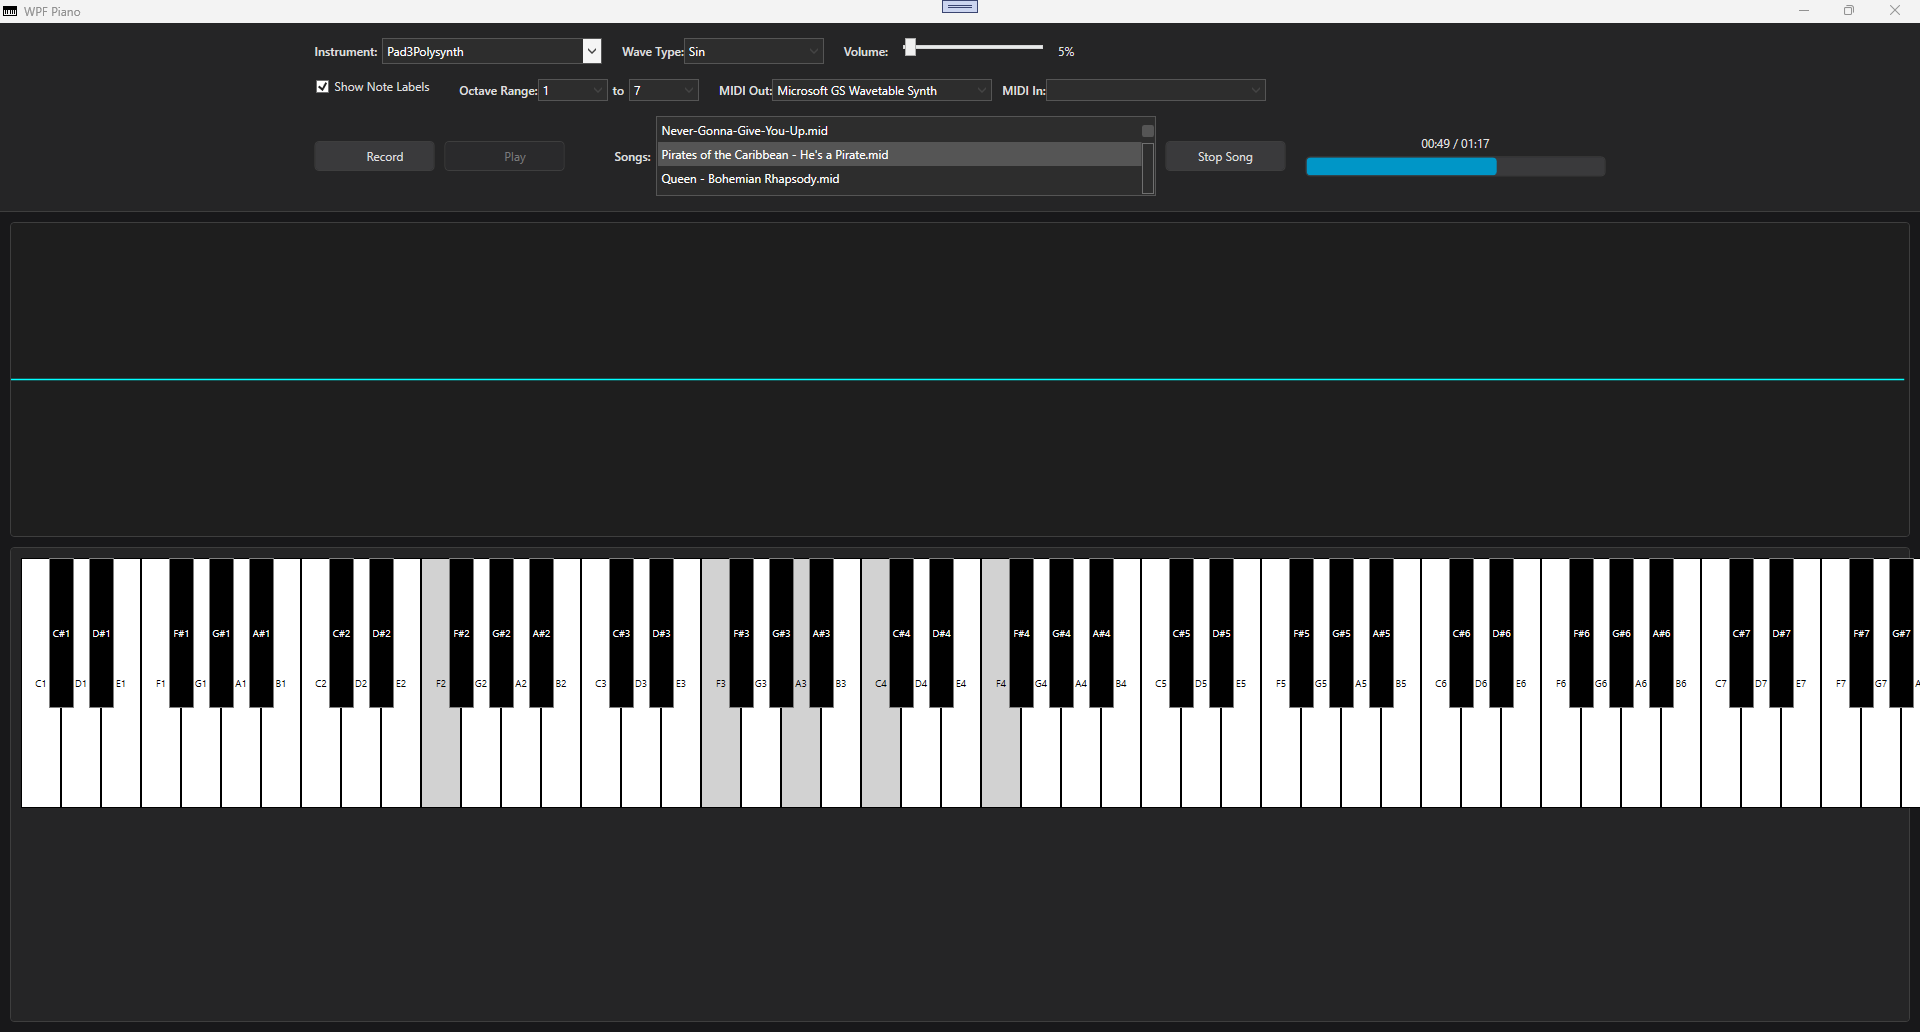 WPF Piano
Instrument: Pad3Polysynth Wave Type: Sin Volume: 5%
Show Note Labels Octave Range: 1 to 7 MIDI Out: Microsoft GS Wavetable Synth MIDI In:
Never-Gonna-Give-You-Up.mid
Record Play Songs: Pirates of the Caribbean - He's a Pirate.mid Stop Song 00:49 / 01:17
Queen - Bohemian Rhapsody.mid
C#1 D#1 F#1 G#1 A#1 C#2 D#2 F#2 G#2 A#2 C#3 D#3 F#3 G#3 A#3 C#4 D#4 F#4 G#4 A#4 C#5 D#5 F#5 G#5 A#5 C#6 D#6 F#6 G#6 A#6 C#7 D#7 F#7 G#7
C1 D1 E1 F1 G1 A1 B1 C2 D2 E2 F2 G2 A2 B2 C3 D3 E3 F3 G3 A3 B3 C4 D4 E4 F4 G4 A4 B4 C5 D5 E5 F5 G5 A5 B5 C6 D6 E6 F6 G6 A6 B6 C7 D7 E7 F7 G7